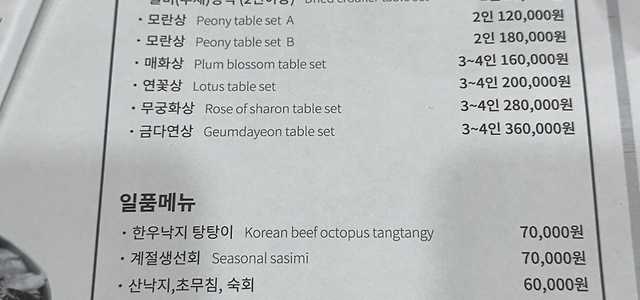 · 모란상 Peony table set A 2인 120,000원
· 모란상 Peony table set B 2인 180,000원
· 매화상 Plum blossom table set 3~4인 160,000원
· 연꽃상 Lotus table set 3~4인 200,000원
· 무궁화상 Rose of sharon table set 3~4인 280,000원
· 금다연상 Geumdayeon table set 3~4인 360,000원
일품메뉴
· 한우낙지 탕탕이 Korean beef octopus tangtangy 70,000원
· 계절생선회 Seasonal sasimi 70,000원
· 산낙지,초무침, 숙회 60,000원